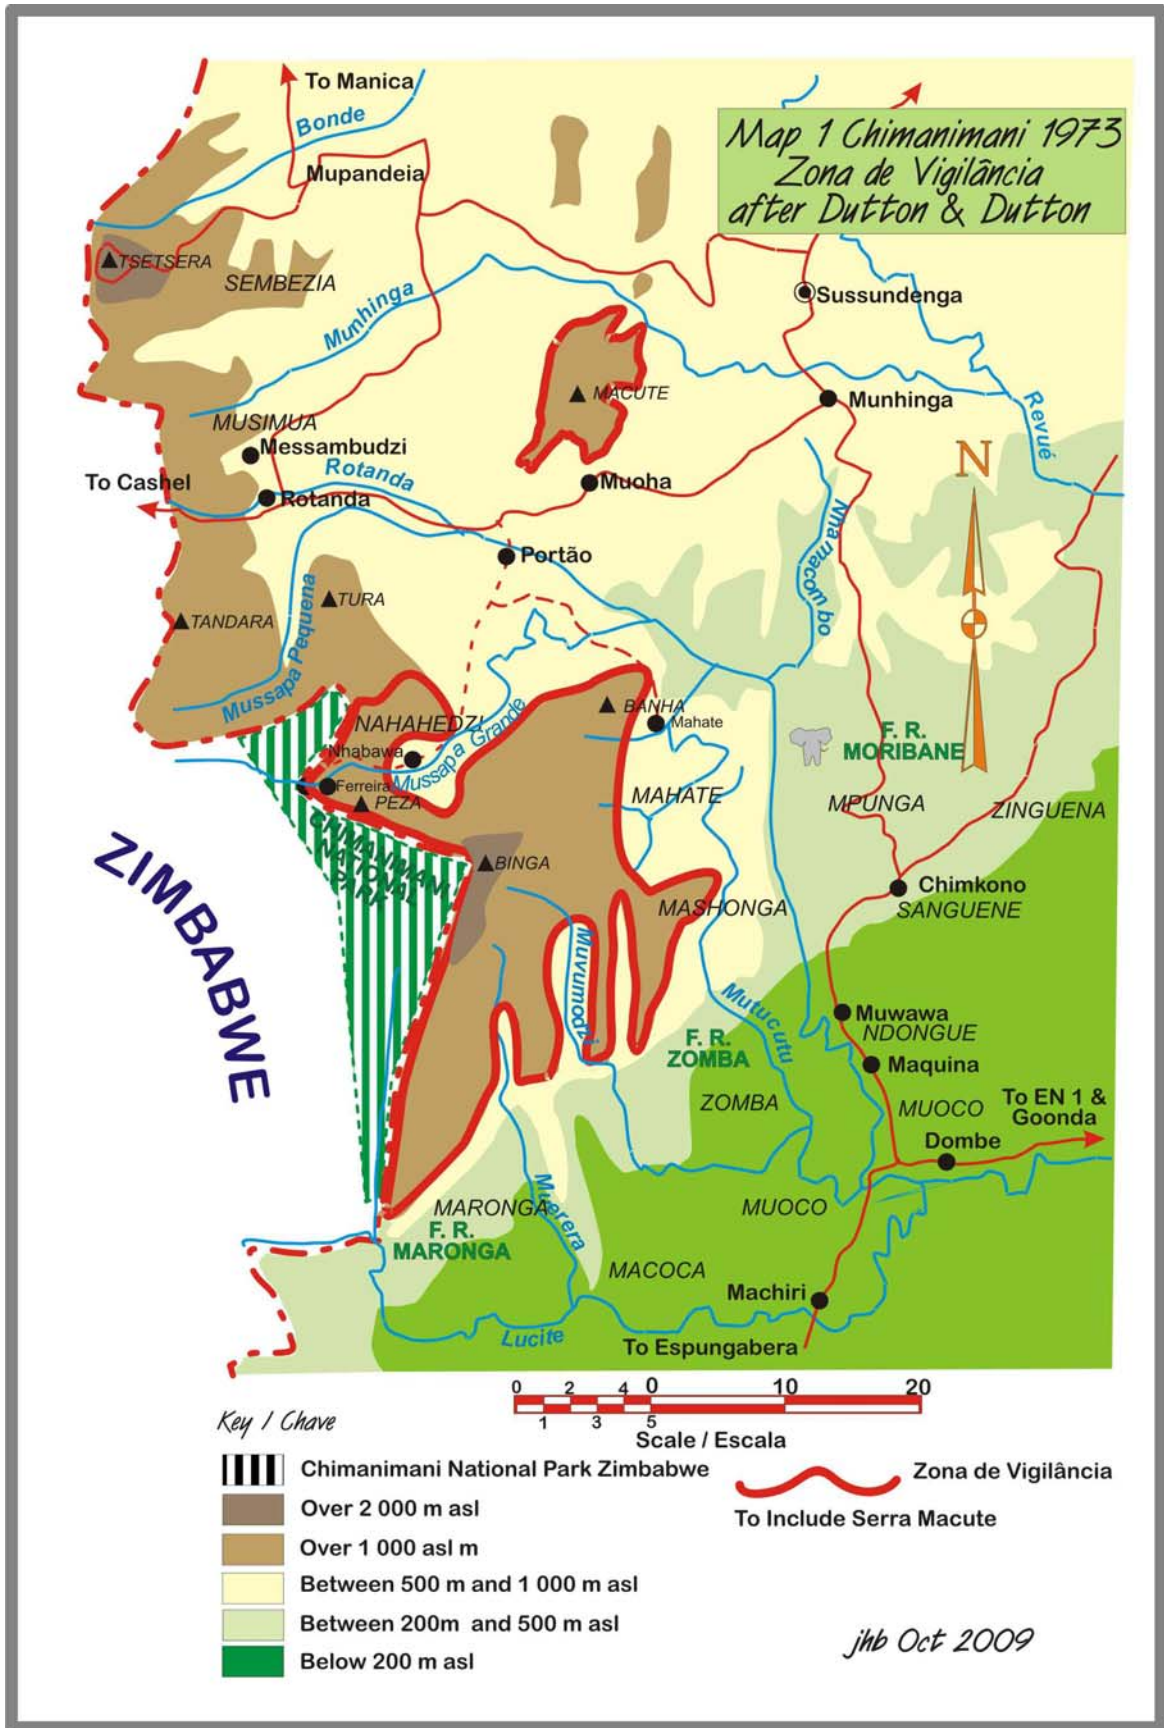 To Manica
Bonde
Mupandeia
Map 1 Chimanimani 1973
Zona de Vigilância
after Dutton & Dutton
TSETSERA
SEMBEZIA
Munhinga
Sussundenga
MACUTE
Munhinga
Revué
MUSIMUA
Messambudzi
To Cashel
Rotanda
Rotanda
Muoha
N
Nhamacombo
Portão
TURA
TANDARA
Mussapa Pequena
NAHAHEDZI
BANHA
Mahate
Nhabawa
Mussapa Grande
Ferreira
PEZA
F. R.
MORIBANE
MAHATE
MPUNGA
ZINGUENA
CHIMANIMANI
NATIONAL
PARK
BINGA
ZIMBABWE
Chimkono
SANGUENE
MASHONGA
Muvumodzi
Mutucutu
Muwawa
NDONGUE
F. R.
ZOMBA
Maquina
ZOMBA
MUOCO
To EN 1 &
Goonda
Dombe
MARONGA
F. R.
MARONGA
Muerera
MUOCO
MACOCA
Machiri
Lucite
To Espungabera
0 2 4 0 10 20
1 3 5
Scale / Escala
Key / Chave
Chimanimani National Park Zimbabwe
Over 2 000 m asl
Over 1 000 asl m
Between 500 m and 1 000 m asl
Between 200m and 500 m asl
Below 200 m asl
Zona de Vigilância
To Include Serra Macute
jhb Oct 2009